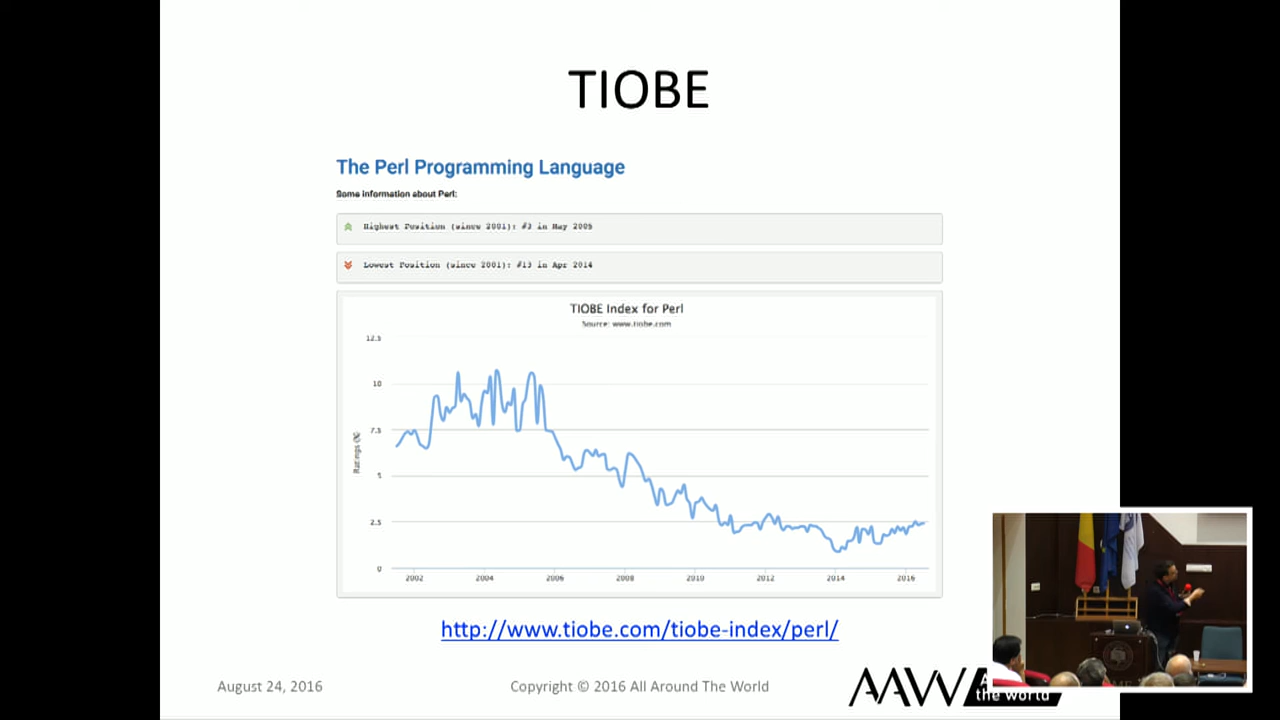 TIOBE
The Perl Programming Language
Some information about Perl:
Highest Position (since 2001): #3 in May 2005
Lowest Position (since 2001): #13 in Apr 2014
TIOBE Index for Perl
Source: www.tiobe.com
Ratings (%)
12.5
10
7.5
5
2.5
0
2002 2004 2006 2008 2010 2012 2014 2016
http://www.tiobe.com/tiobe-index/perl/
August 24, 2016
Copyright © 2016 All Around The World
AAW
the world